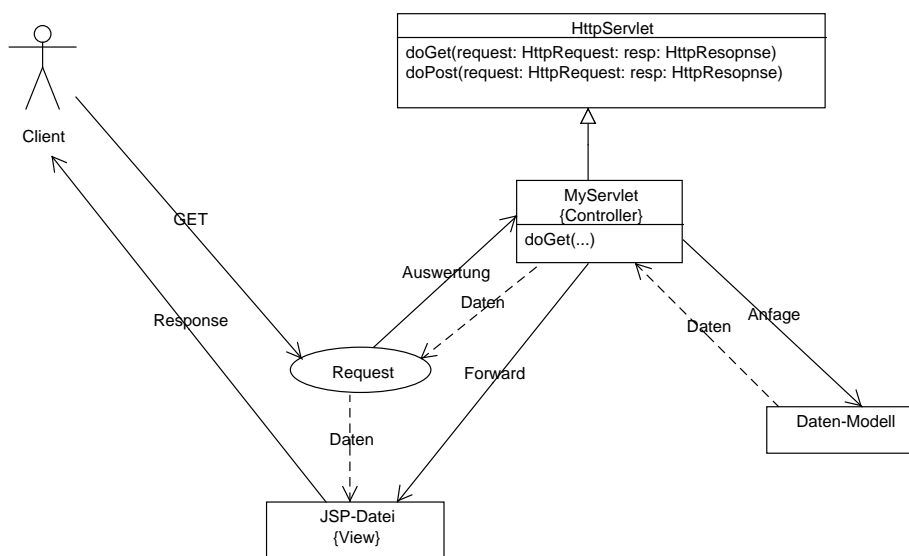 HttpServlet
doGet(request: HttpRequest: resp: HttpResopnse)
doPost(request: HttpRequest: resp: HttpResopnse)
Client
MyServlet
{Controller}
doGet(...)
GET
Auswertung
Daten
Response
Daten
Anfage
Request
Forward
Daten
Daten-Modell
JSP-Datei
{View}